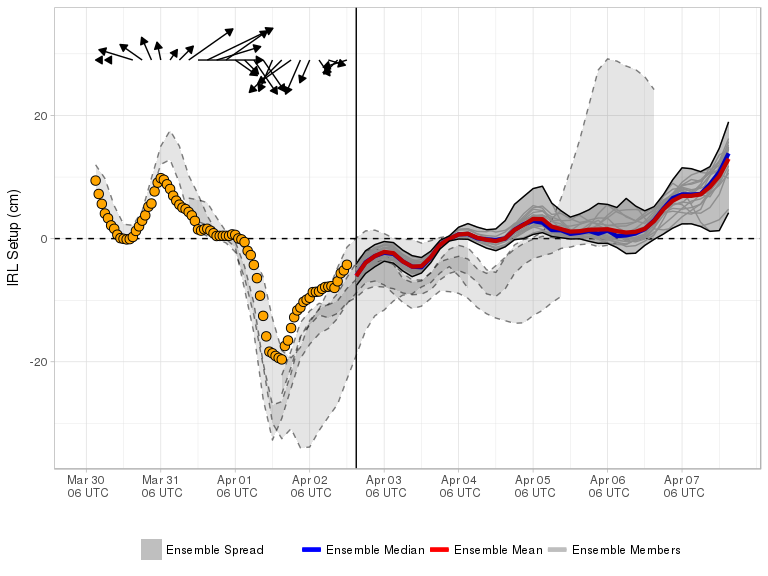 IRL Setup (cm)
20
0
-20
Mar 30
06 UTC
Mar 31
06 UTC
Apr 01
06 UTC
Apr 02
06 UTC
Apr 03
06 UTC
Apr 04
06 UTC
Apr 05
06 UTC
Apr 06
06 UTC
Apr 07
06 UTC
Ensemble Spread
Ensemble Median
Ensemble Mean
Ensemble Members